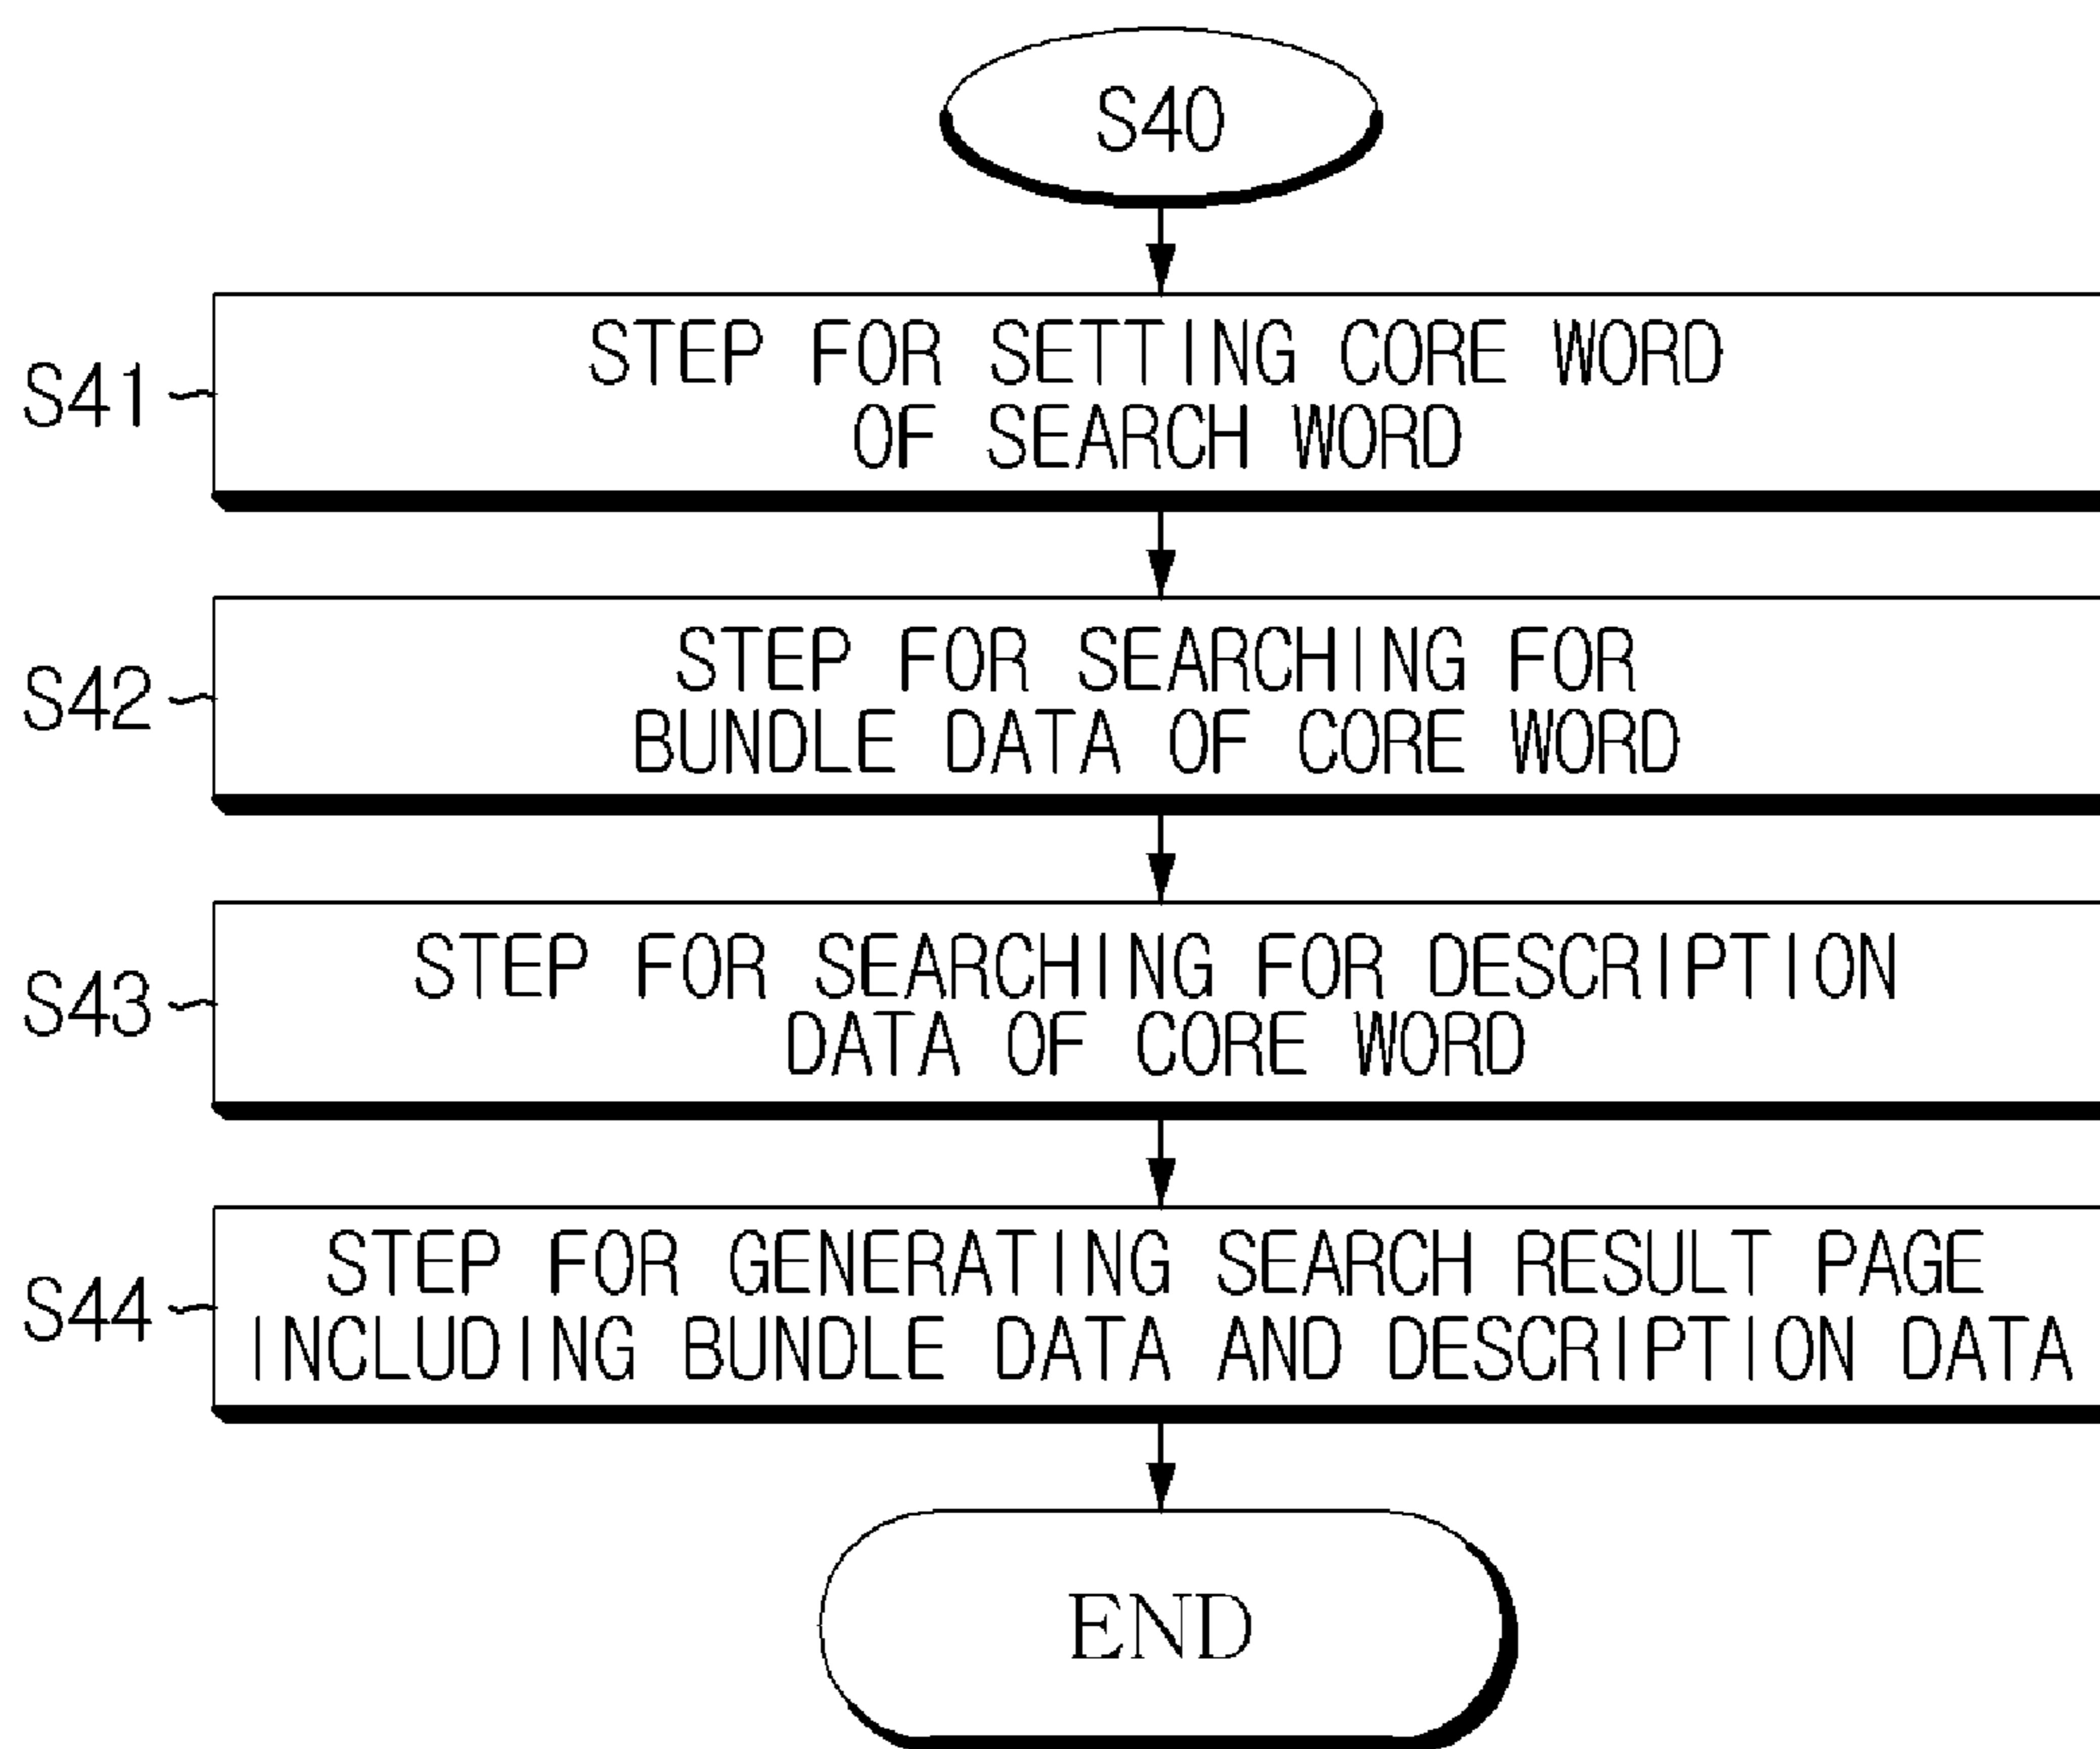 S40
S41
STEP FOR SETTING CORE WORD
OF SEARCH WORD
S42
STEP FOR SEARCHING FOR
BUNDLE DATA OF CORE WORD
S43
STEP FOR SEARCHING FOR DESCRIPTION
DATA OF CORE WORD
S44
STEP FOR GENERATING SEARCH RESULT PAGE
INCLUDING BUNDLE DATA AND DESCRIPTION DATA
END